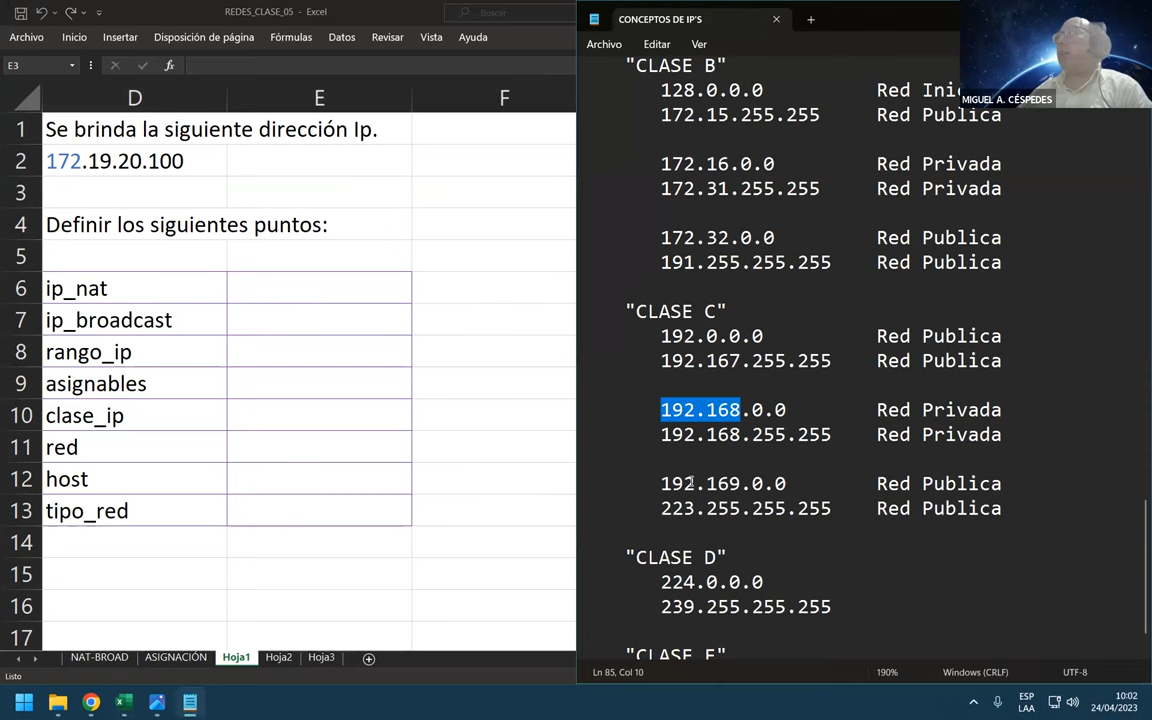 REDES_CLASE_05 - Excel
Buscar
Archivo Inicio Insertar Disposición de página Fórmulas Datos Revisar Vista Ayuda
E3 fx
D E F
1 Se brinda la siguiente dirección Ip.
2 172.19.20.100
3
4 Definir los siguientes puntos:
5
6 ip_nat
7 ip_broadcast
8 rango_ip
9 asignables
10 clase_ip
11 red
12 host
13 tipo_red
14
15
16
17
NAT-BROAD ASIGNACIÓN Hoja1 Hoja2 Hoja3
Listo
CONCEPTOS DE IP'S
Archivo Editar Ver
MIGUEL A. CÉSPEDES
"CLASE B"
128.0.0.0 Red Ini
172.15.255.255 Red Publica
172.16.0.0 Red Privada
172.31.255.255 Red Privada
172.32.0.0 Red Publica
191.255.255.255 Red Publica
"CLASE C"
192.0.0.0 Red Publica
192.167.255.255 Red Publica
192.168.0.0 Red Privada
192.168.255.255 Red Privada
192.169.0.0 Red Publica
223.255.255.255 Red Publica
"CLASE D"
224.0.0.0
239.255.255.255
"CLASE E"
Ln 85, Col 10 190% Windows (CRLF) UTF-8
ESP
LAA
10:02
24/04/2023